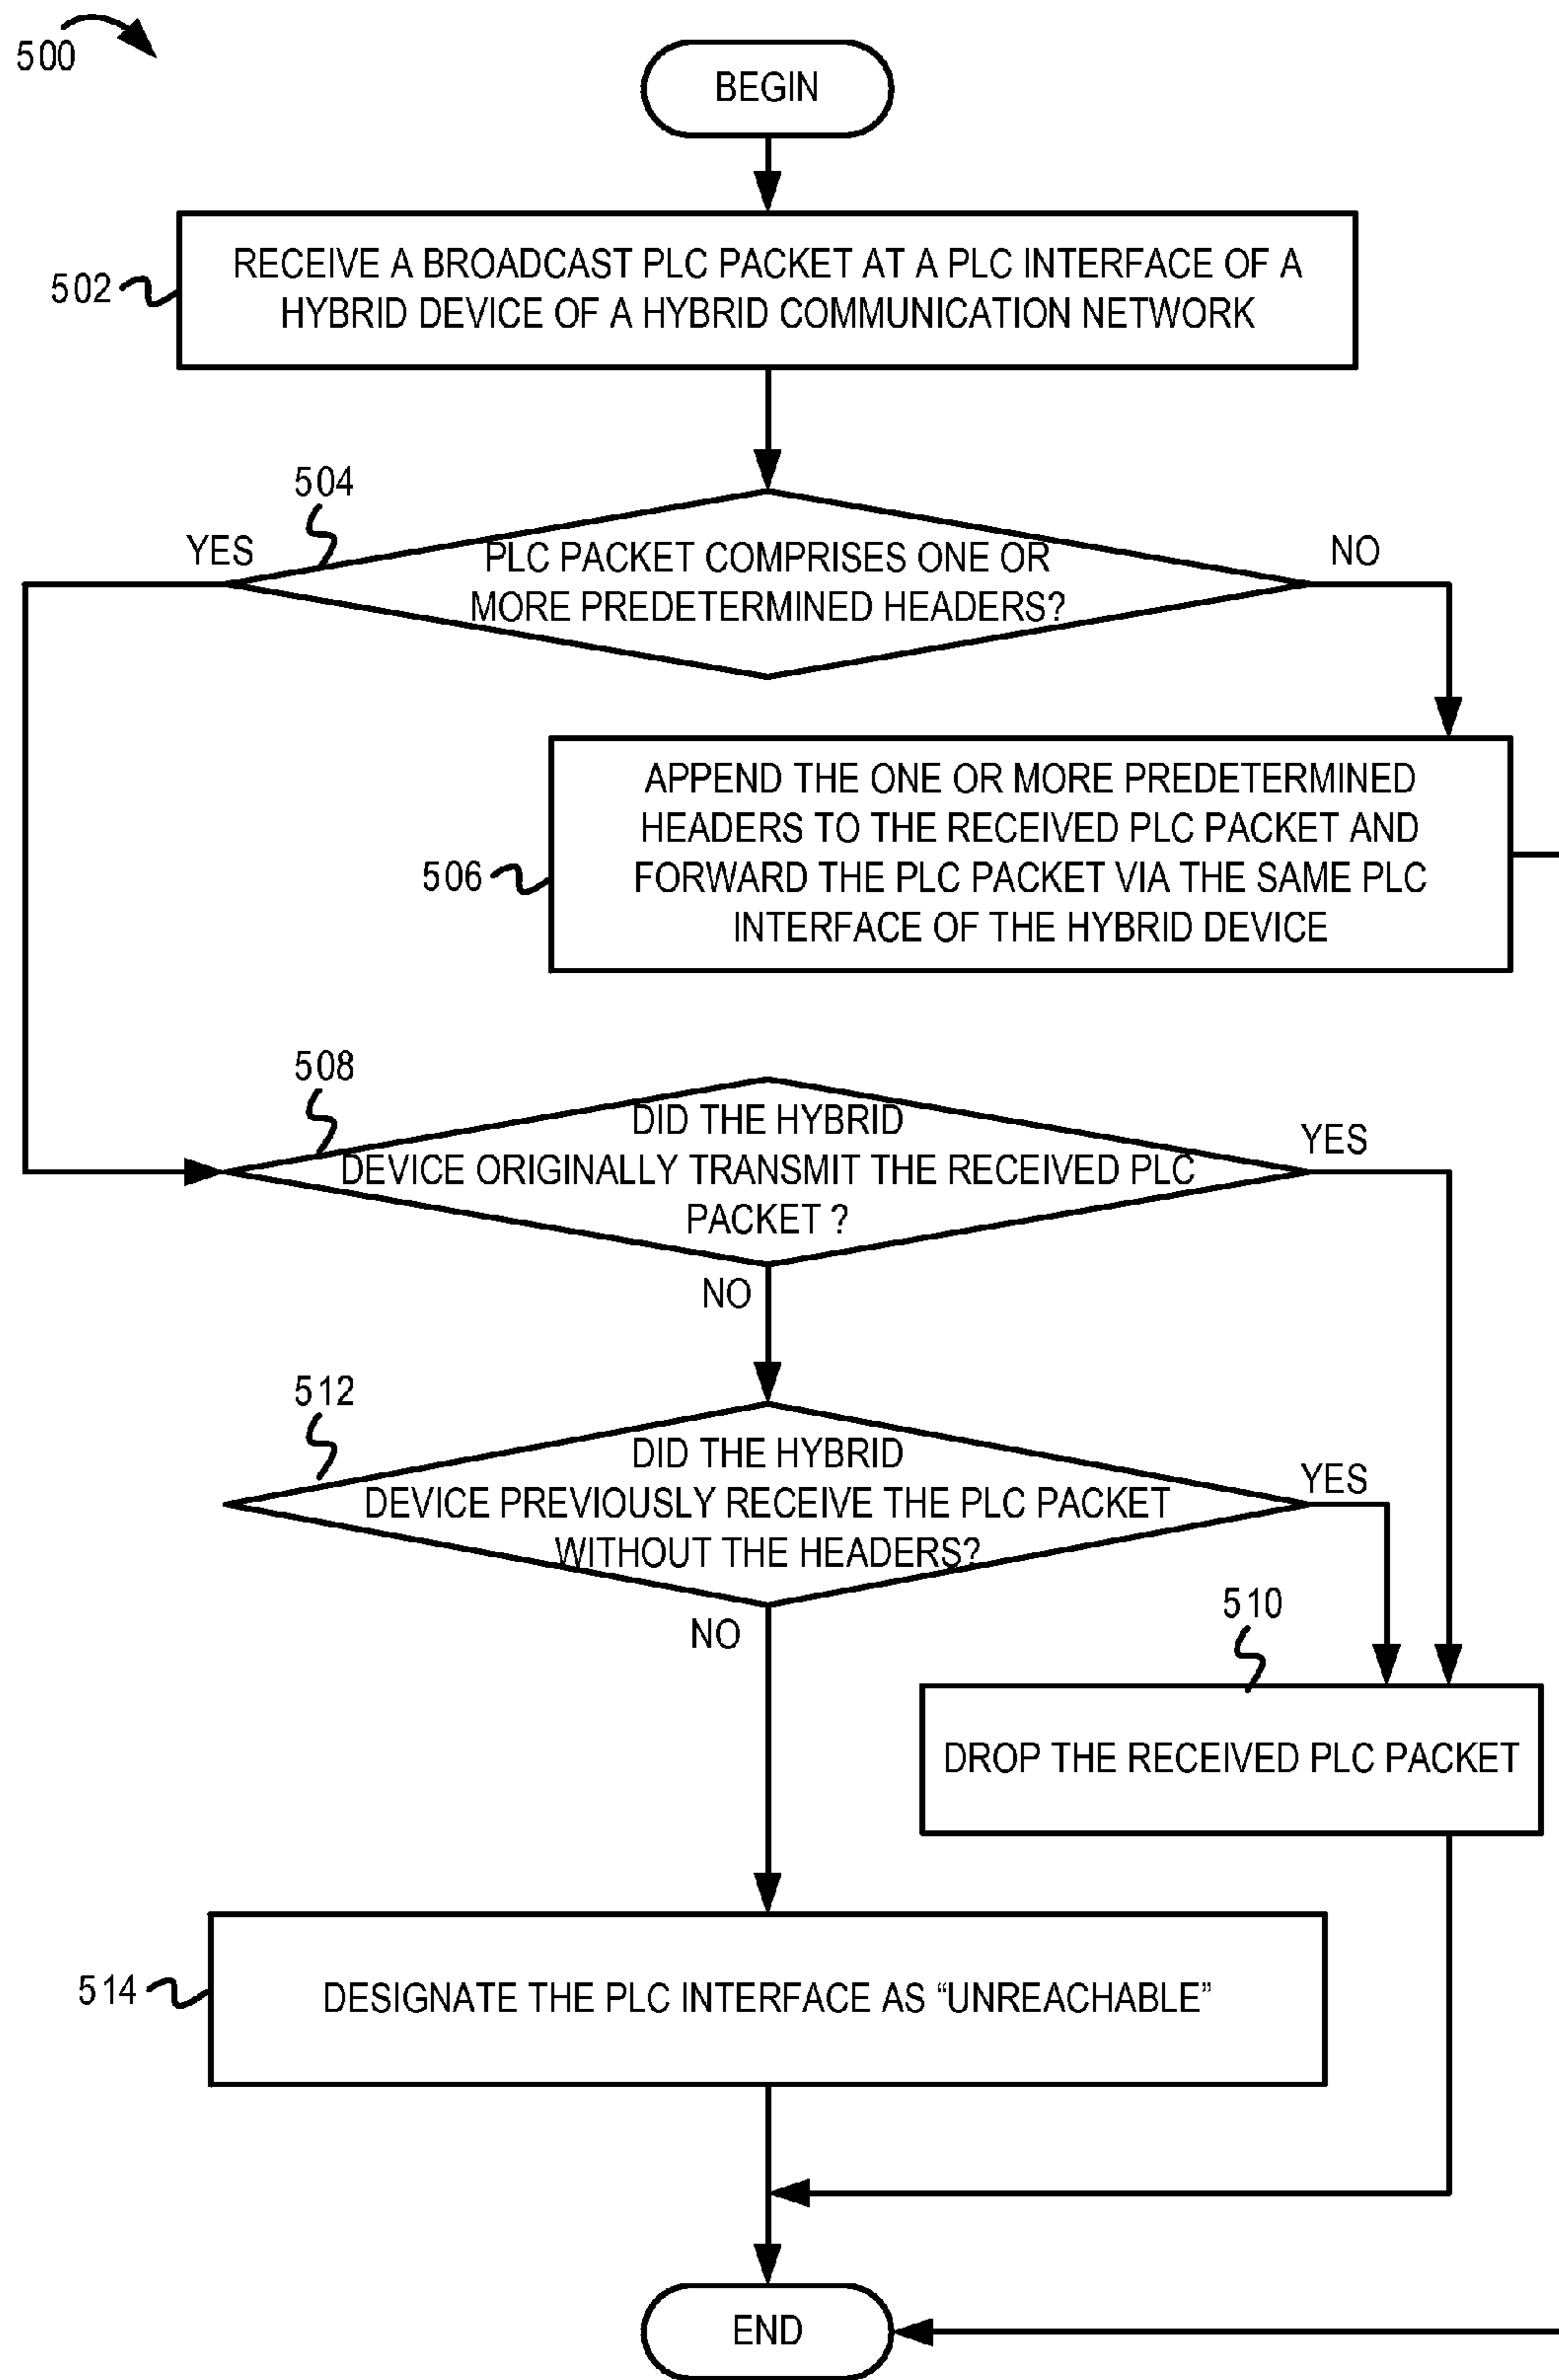 500
BEGIN
502
RECEIVE A BROADCAST PLC PACKET AT A PLC INTERFACE OF A
HYBRID DEVICE OF A HYBRID COMMUNICATION NETWORK
504
YES
NO
PLC PACKET COMPRISES ONE OR
MORE PREDETERMINED HEADERS?
506
APPEND THE ONE OR MORE PREDETERMINED
HEADERS TO THE RECEIVED PLC PACKET AND
FORWARD THE PLC PACKET VIA THE SAME PLC
INTERFACE OF THE HYBRID DEVICE
508
DID THE HYBRID
DEVICE ORIGINALLY TRANSMIT THE RECEIVED PLC
PACKET ?
YES
NO
512
DID THE HYBRID
DEVICE PREVIOUSLY RECEIVE THE PLC PACKET
WITHOUT THE HEADERS?
YES
NO
510
DROP THE RECEIVED PLC PACKET
514
DESIGNATE THE PLC INTERFACE AS “UNREACHABLE”
END